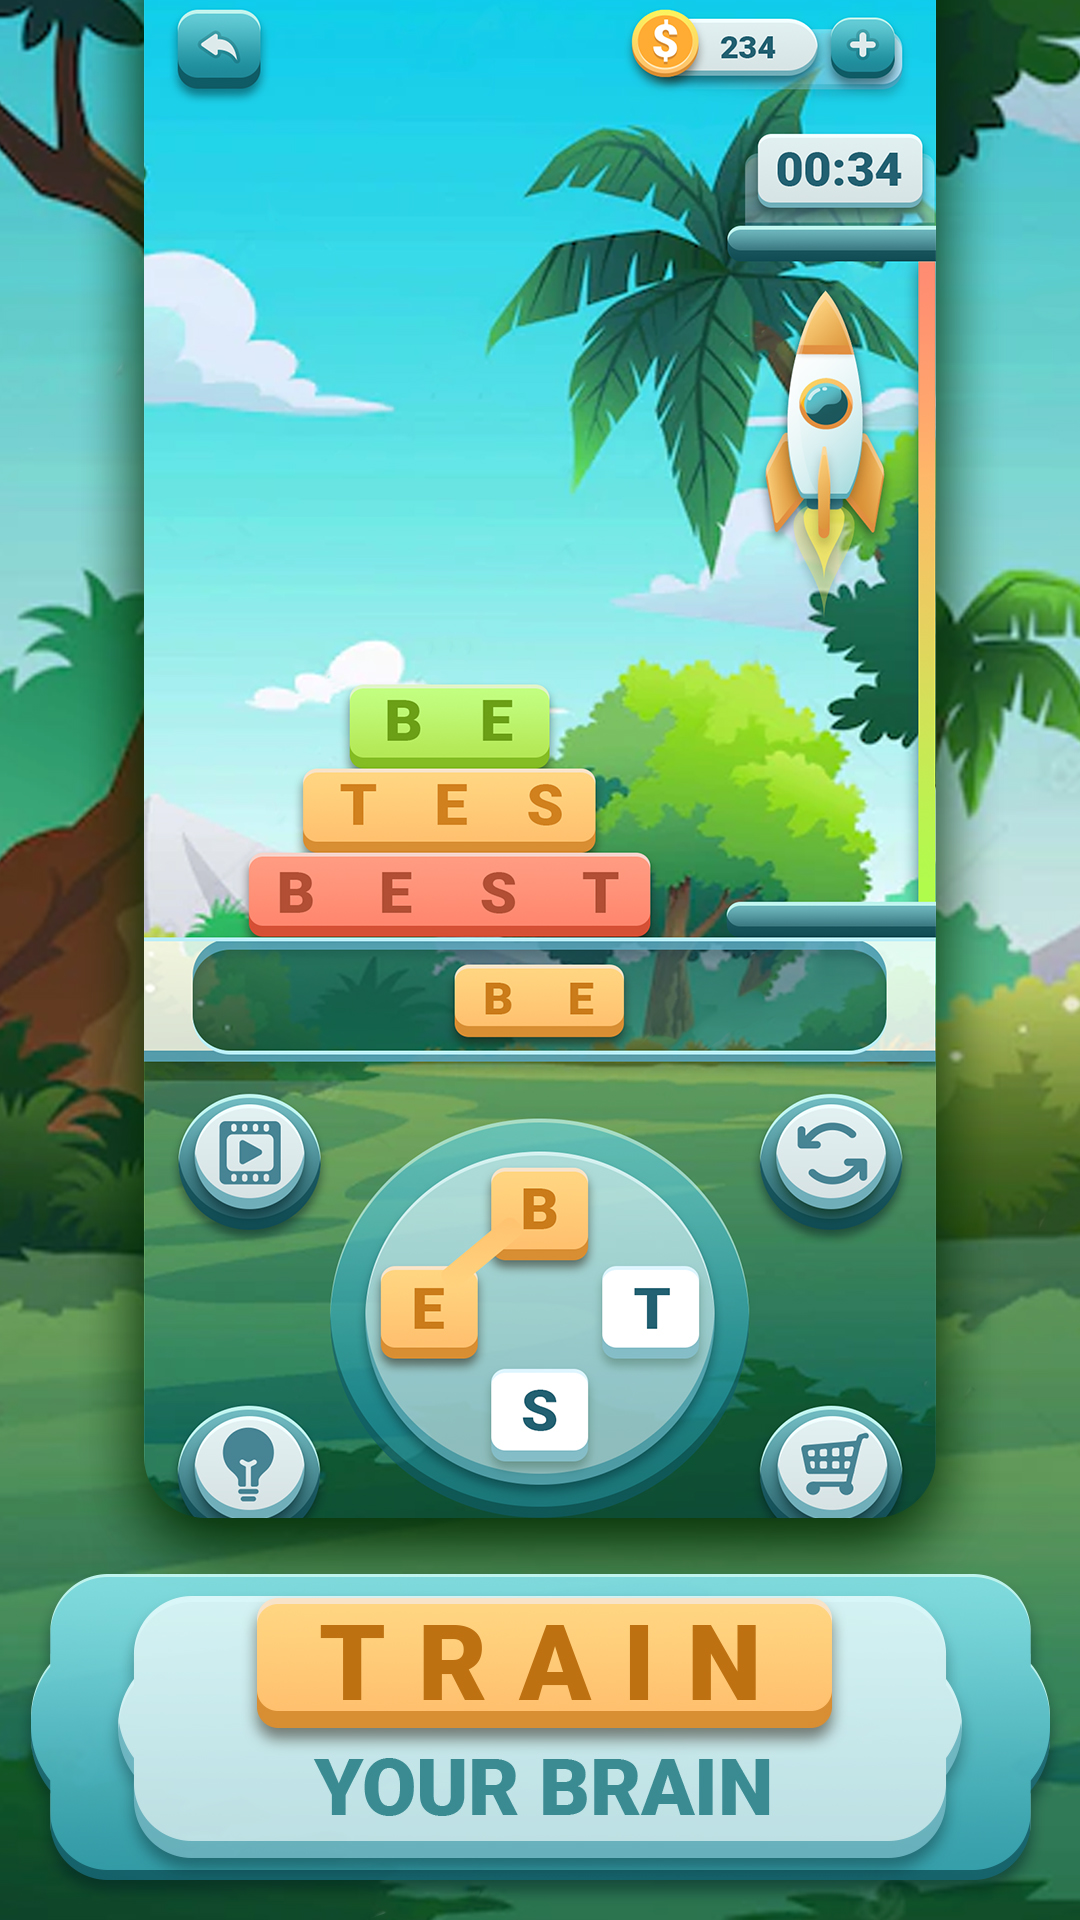 $ 234 +
00:34
B E
T E S
B E S T
B E
B
E T
S
TRAIN
YOUR BRAIN